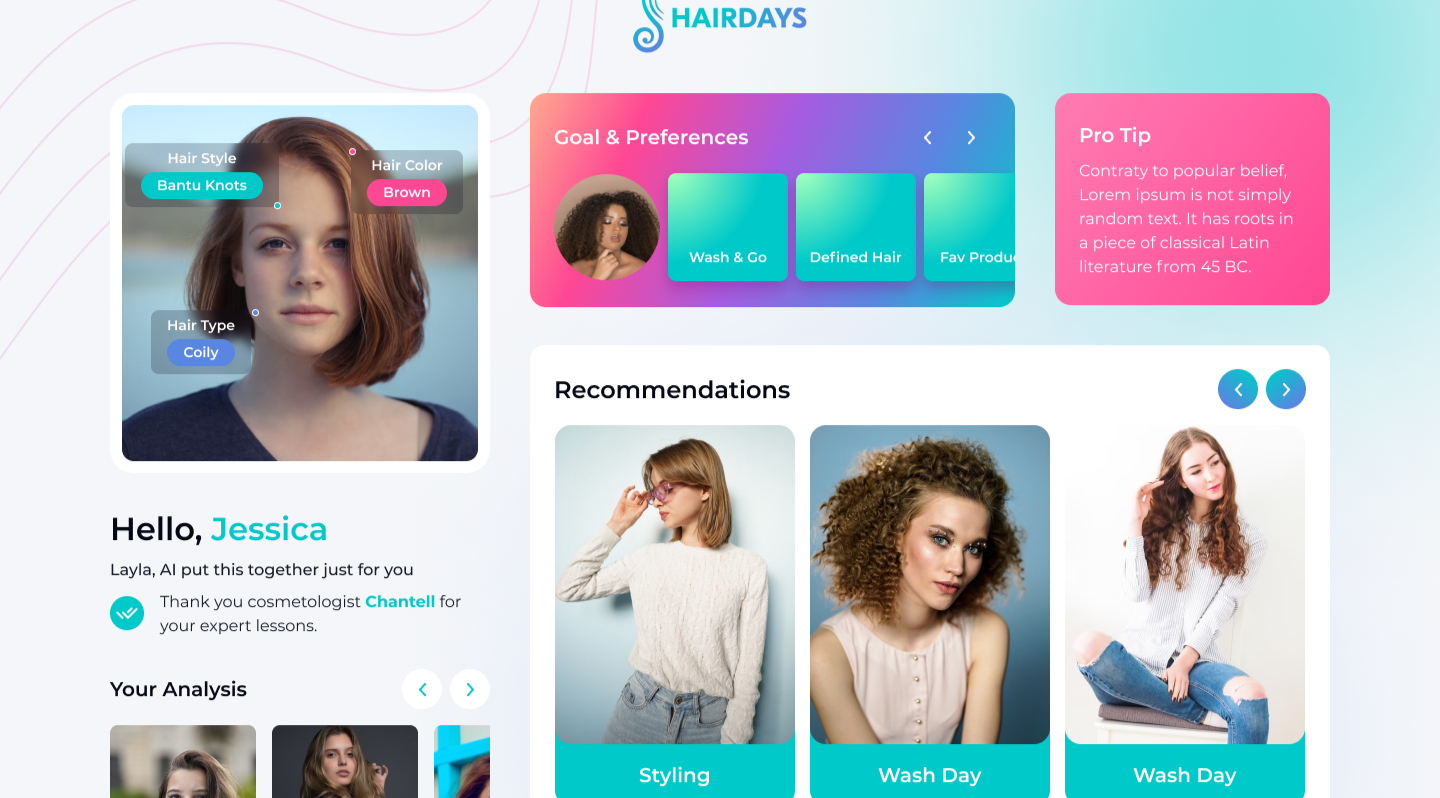 HAIRDAYS
Hair Style
Bantu Knots
Hair Color
Brown
Hair Type
Coily
Hello, Jessica
Layla, AI put this together just for you
Thank you cosmetologist Chantell for
your expert lessons.
Your Analysis
Goal & Preferences
Wash & Go
Defined Hair
Fav Produc
Pro Tip
Contraty to popular belief,
Lorem ipsum is not simply
random text. It has roots in
a piece of classical Latin
literature from 45 BC.
Recommendations
Styling
Wash Day
Wash Day